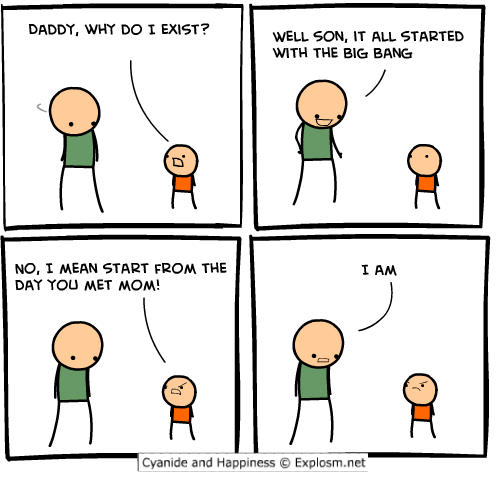 DADDY, WHY DO I EXIST?
WELL SON, IT ALL STARTED
WITH THE BIG BANG
NO, I MEAN START FROM THE
DAY YOU MET MOM!
I AM
Cyanide and Happiness © Explosm.net